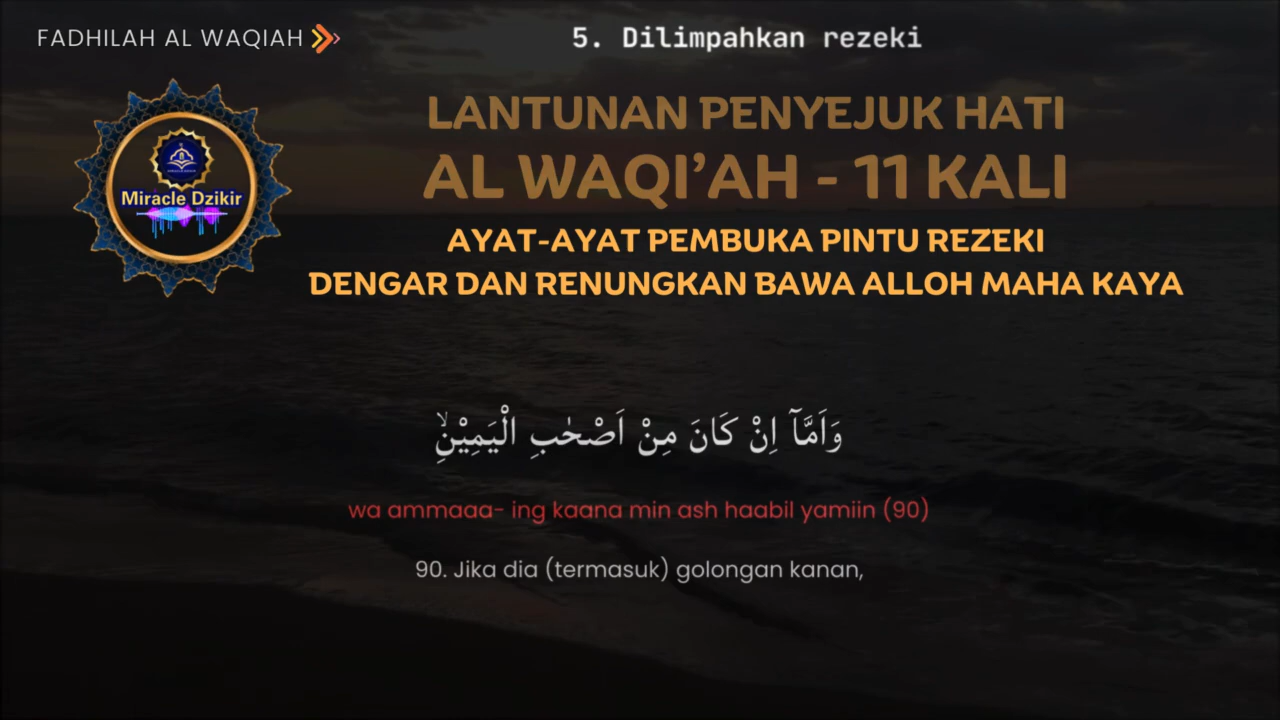 FADHILAH AL WAQIAH
5. Dilimpahkan rezeki
LANTUNAN PENYEJUK HATI
AL WAQI’AH - 11 KALI
AYAT-AYAT PEMBUKA PINTU REZEKI
DENGAR DAN RENUNGKAN BAWA ALLOH MAHA KAYA
Miracle Dzikir
وَاَمَّآ اِنْ كَانَ مِنْ اَصْحٰبِ الْيَمِيْنِۙ
wa ammaaa- ing kaana min ash haabil yamiin (90)
90. Jika dia (termasuk) golongan kanan,